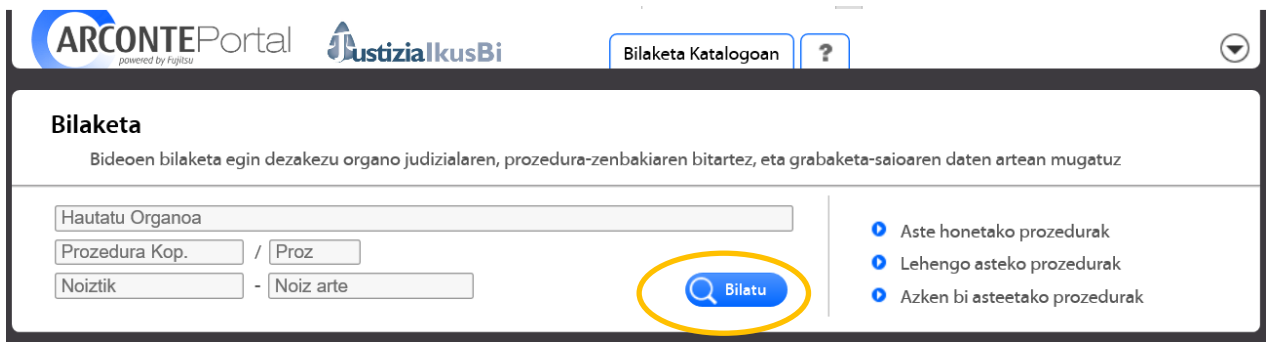 ARCONTEPortal
powered by Fujitsu
JustiziaIkusBi
Bilaketa Katalogoan
?
Bilaketa
Bideoen bilaketa egin dezakezu organo judizialaren, prozedura-zenbakiaren bitartez, eta grabaketa-saioaren daten artean mugatuz
Hautatu Organoa
Prozedura Kop. / Proz
Noiztik - Noiz arte
Bilatu
Aste honetako prozedurak
Lehengo asteko prozedurak
Azken bi asteetako prozedurak